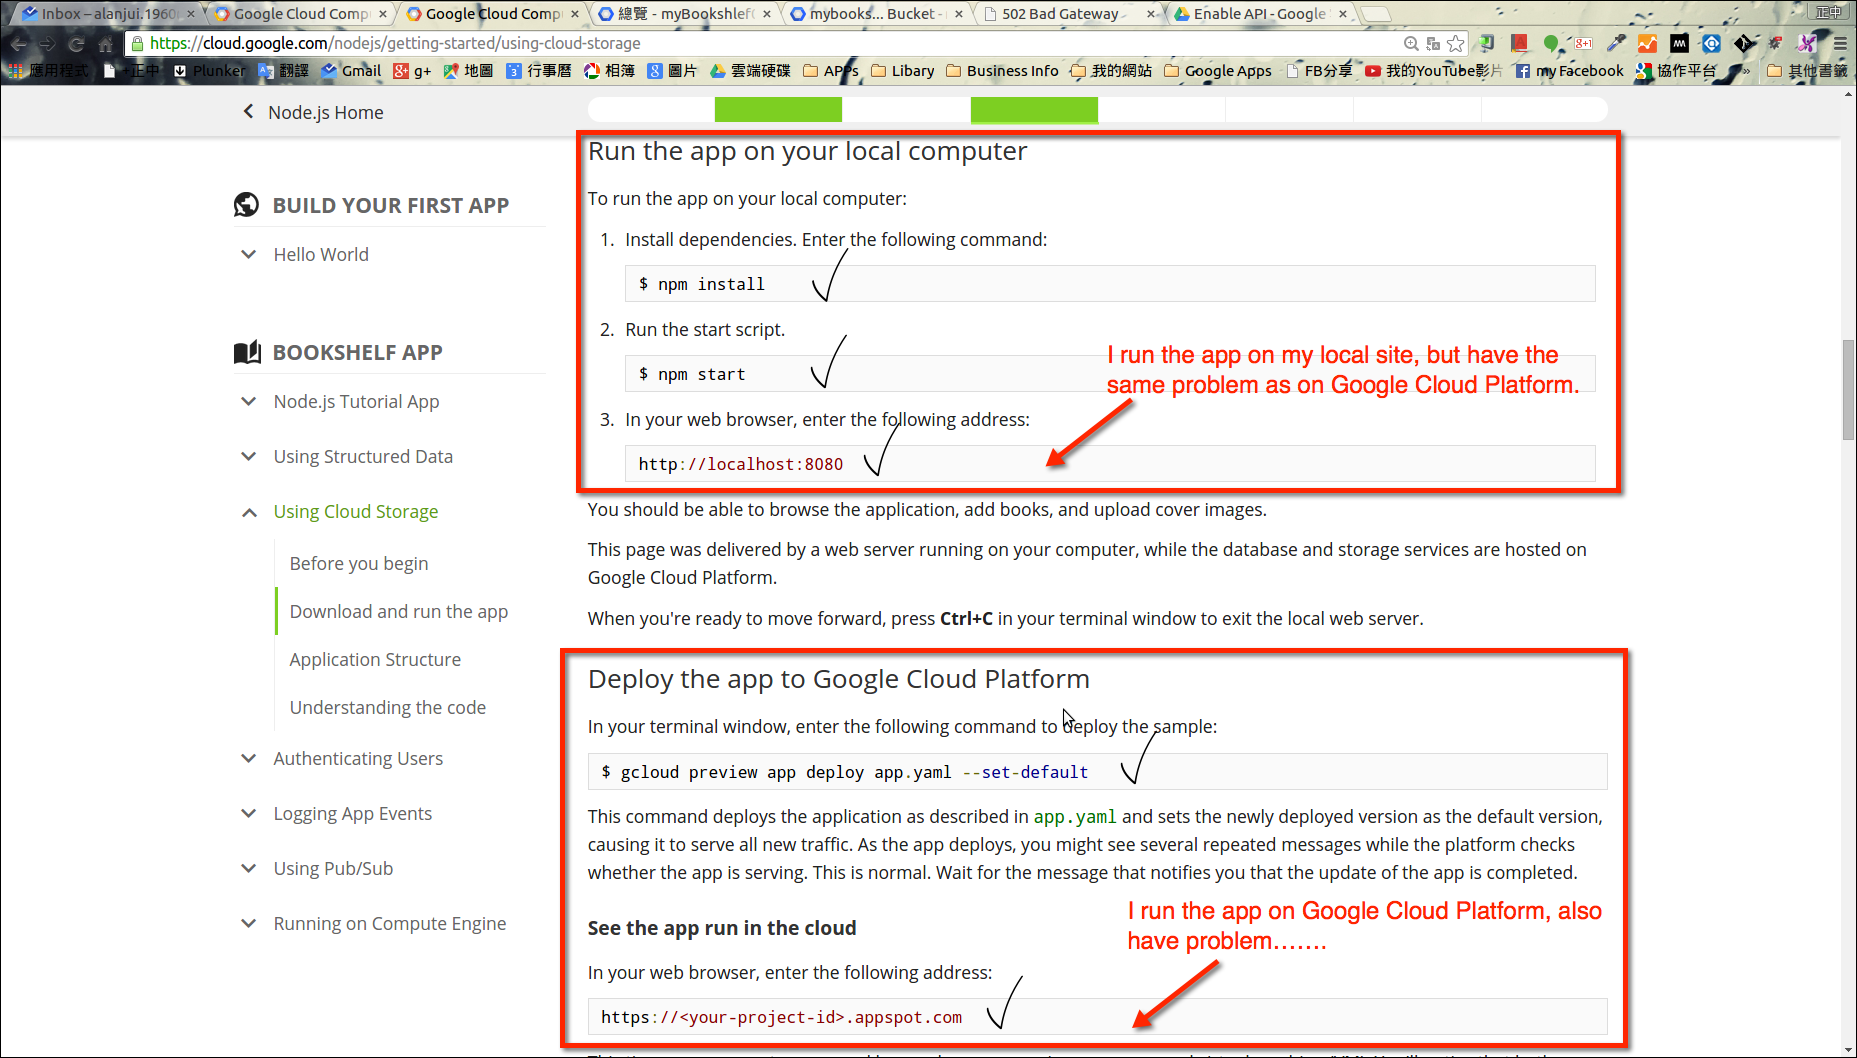 Inbox – alanjui.1960
Google Cloud Comp
Google Cloud Comp
總覽 - myBookshlef
mybooks... Bucket -
502 Bad Gateway
Enable API - Google
正中
https://cloud.google.com/nodejs/getting-started/using-cloud-storage
應用程式
正中
Plunker
翻譯
Gmail
g+
地圖
行事曆
相簿
圖片
雲端硬碟
APPs
Libary
Business Info
我的網站
Google Apps
FB分享
我的YouTube影片
my Facebook
協作平台
»
其他書籤
Node.js Home
BUILD YOUR FIRST APP
Hello World
BOOKSHELF APP
Node.js Tutorial App
Using Structured Data
Using Cloud Storage
Before you begin
Download and run the app
Application Structure
Understanding the code
Authenticating Users
Logging App Events
Using Pub/Sub
Running on Compute Engine
Run the app on your local computer
To run the app on your local computer:
1. Install dependencies. Enter the following command:
$ npm install
2. Run the start script.
$ npm start
I run the app on my local site, but have the
same problem as on Google Cloud Platform.
3. In your web browser, enter the following address:
http://localhost:8080
You should be able to browse the application, add books, and upload cover images.
This page was delivered by a web server running on your computer, while the database and storage services are hosted on
Google Cloud Platform.
When you're ready to move forward, press Ctrl+C in your terminal window to exit the local web server.
Deploy the app to Google Cloud Platform
In your terminal window, enter the following command to deploy the sample:
$ gcloud preview app deploy app.yaml --set-default
This command deploys the application as described in app.yaml and sets the newly deployed version as the default version,
causing it to serve all new traffic. As the app deploys, you might see several repeated messages while the platform checks
whether the app is serving. This is normal. Wait for the message that notifies you that the update of the app is completed.
I run the app on Google Cloud Platform, also
have problem…….
See the app run in the cloud
In your web browser, enter the following address:
https://<your-project-id>.appspot.com